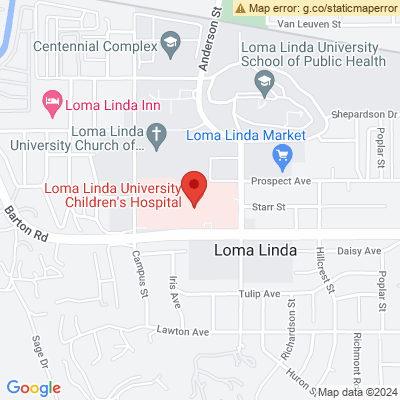 Map error: g.co/staticmaperror
Van Leuven St
Anderson St
Centennial Complex
Loma Linda University
School of Public Health
Loma Linda Inn
Shepardson Dr
Loma Linda
University Church of...
Loma Linda Market
Poplar St
Loma Linda University
Children's Hospital
Prospect Ave
Starr St
Barton Rd
Loma Linda
Daisy Ave
Campus St
Iris Ave
Hillcrest St
Poplar St
Tulip Ave
Richardson St
Lawton Ave
Sage Dr
Huron S
Richmond R
Google
Map data ©2024